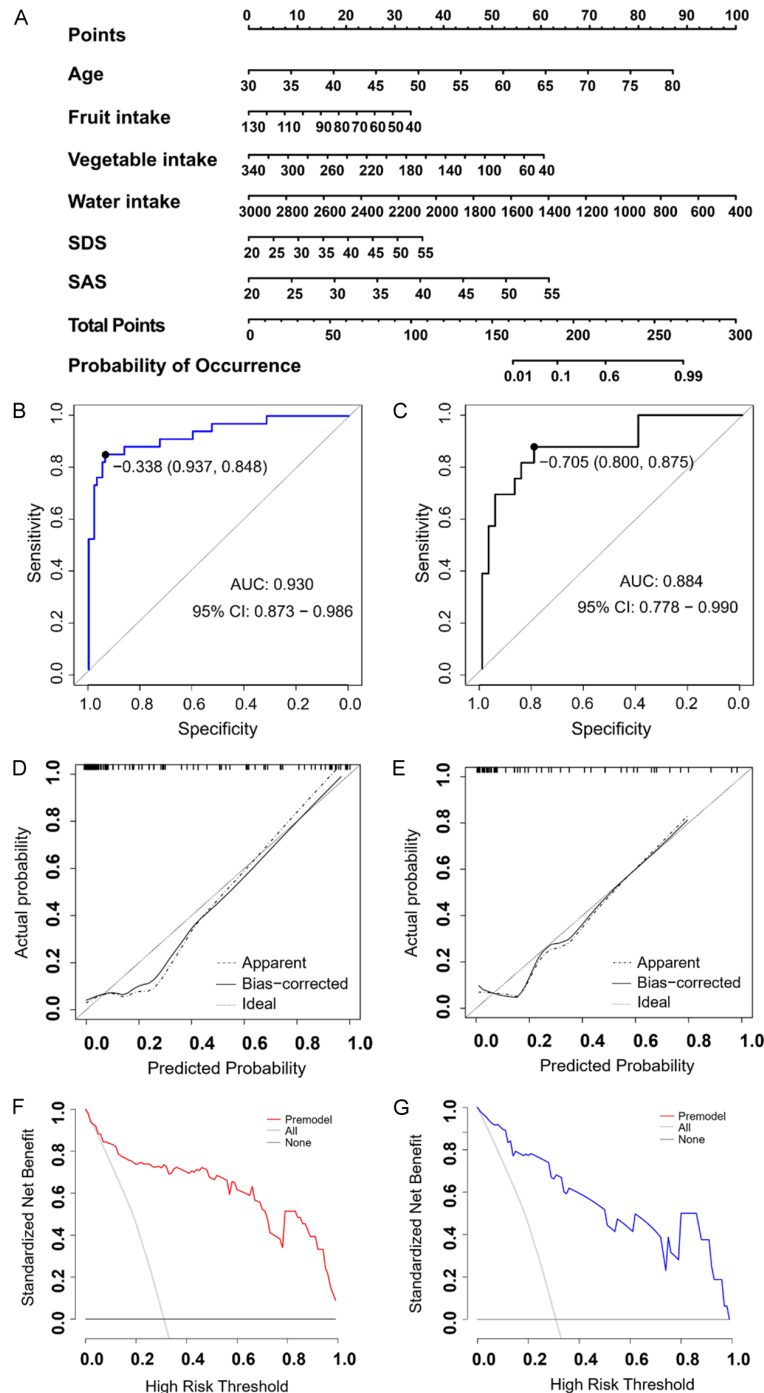 A
Points 0 10 20 30 40 50 60 70 80 90 100
Age
30 35 40 45 50 55 60 65 70 75 80
Fruit intake
130 110 90 80 70 60 50 40
Vegetable intake
340 300 260 220 180 140 100 60 40
Water intake
3000 2800 2600 2400 2200 2000 1800 1600 1400 1200 1000 800 600 400
SDS
20 25 30 35 40 45 50 55
SAS
20 25 30 35 40 45 50 55
Total Points
0 50 100 150 200 250 300
Probability of Occurrence
0.01 0.1 0.6 0.99
B
Sensitivity
1.0
0.8
0.6
0.4
0.2
0.0
−0.338 (0.937, 0.848)
AUC: 0.930
95% CI: 0.873 − 0.986
1.0 0.8 0.6 0.4 0.2 0.0
Specificity
C
Sensitivity
1.0
0.8
0.6
0.4
0.2
0.0
−0.705 (0.800, 0.875)
AUC: 0.884
95% CI: 0.778 − 0.990
1.0 0.8 0.6 0.4 0.2 0.0
Specificity
D
Actual probability
1.0
0.8
0.6
0.4
0.2
0.0
Apparent
Bias−corrected
Ideal
0.0 0.2 0.4 0.6 0.8 1.0
Predicted Probability
E
Actual probability
1.0
0.8
0.6
0.4
0.2
0.0
Apparent
Bias−corrected
Ideal
0.0 0.2 0.4 0.6 0.8 1.0
Predicted Probability
F
Standardized Net Benefit
1.0
0.8
0.6
0.4
0.2
0.0
Premodel
All
None
0.0 0.2 0.4 0.6 0.8 1.0
High Risk Threshold
G
Standardized Net Benefit
1.0
0.8
0.6
0.4
0.2
0.0
Premodel
All
None
0.0 0.2 0.4 0.6 0.8 1.0
High Risk Threshold